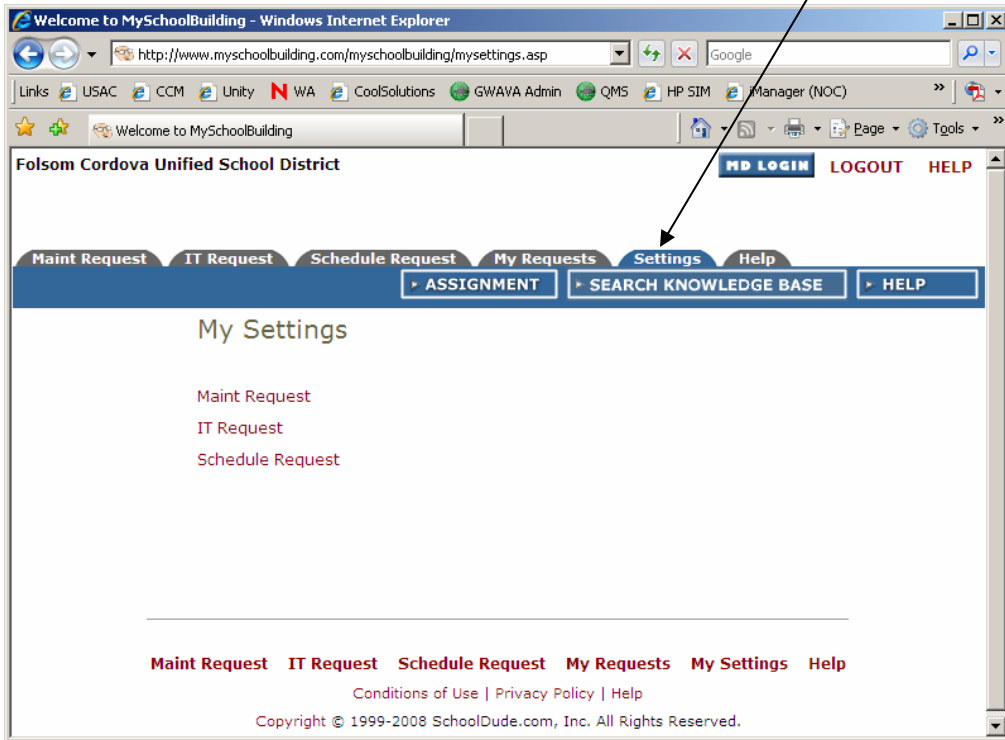 Welcome to MySchoolBuilding - Windows Internet Explorer
http://www.myschoolbuilding.com/myschoolbuilding/mysettings.asp Google
Links USAC CCM Unity N WA CoolSolutions GWAVA Admin QMS HP SIM iManager (NOC) »
Welcome to MySchoolBuilding Page Tools »
Folsom Cordova Unified School District MD LOGIN LOGOUT HELP
Maint Request IT Request Schedule Request My Requests Settings Help
ASSIGNMENT SEARCH KNOWLEDGE BASE HELP
My Settings
Maint Request
IT Request
Schedule Request
Maint Request IT Request Schedule Request My Requests My Settings Help
Conditions of Use | Privacy Policy | Help
Copyright © 1999-2008 SchoolDude.com, Inc. All Rights Reserved.